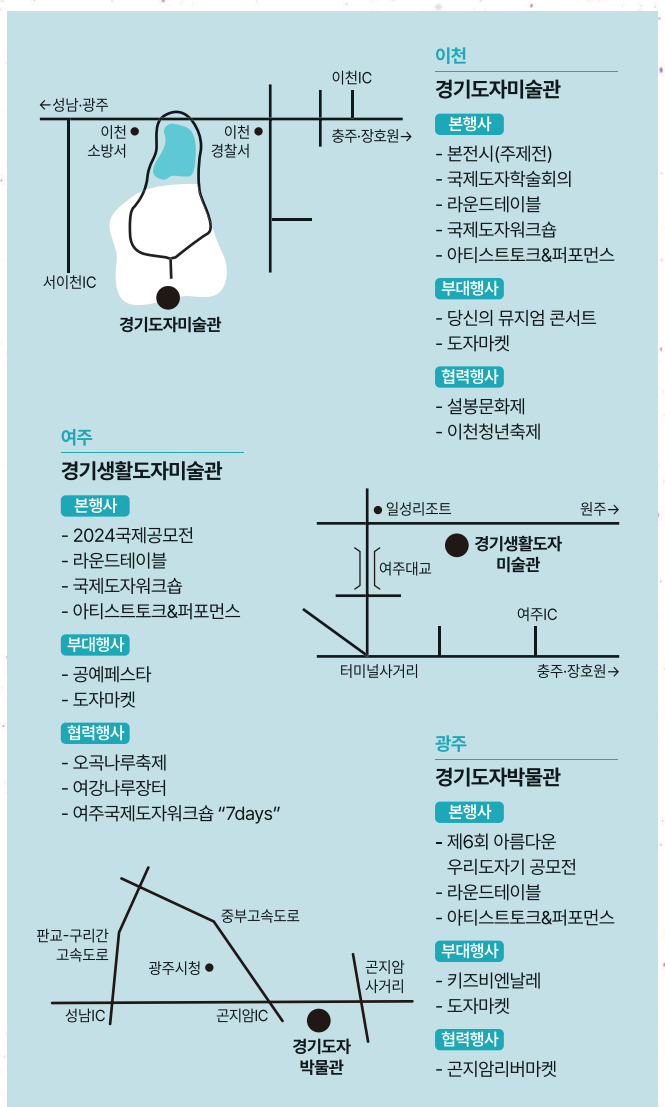 이천
경기도자미술관
본행사
- 본전시(주제전)
- 국제도자학술회의
- 라운드테이블
- 국제도자워크숍
- 아티스트토크&퍼포먼스
부대행사
- 당신의 뮤지엄 콘서트
- 도자마켓
협력행사
- 설봉문화제
- 이천청년축제
이천IC
←성남·광주
이천
소방서
이천
경찰서
충주·장호원→
서이천IC
경기도자미술관
여주
경기생활도자미술관
본행사
- 2024국제공모전
- 라운드테이블
- 국제도자워크숍
- 아티스트토크&퍼포먼스
부대행사
- 공예페스타
- 도자마켓
협력행사
- 오곡나루축제
- 여강나루장터
- 여주국제도자워크숍 “7days”
일성리조트
원주→
경기생활도자
미술관
여주대교
여주IC
터미널사거리
충주·장호원→
광주
경기도자박물관
본행사
- 제6회 아름다운
우리도자기 공모전
- 라운드테이블
- 아티스트토크&퍼포먼스
부대행사
- 키즈비엔날레
- 도자마켓
협력행사
- 곤지암리버마켓
중부고속도로
판교-구리간
고속도로
광주시청
곤지암
사거리
성남IC
곤지암IC
경기도자
박물관